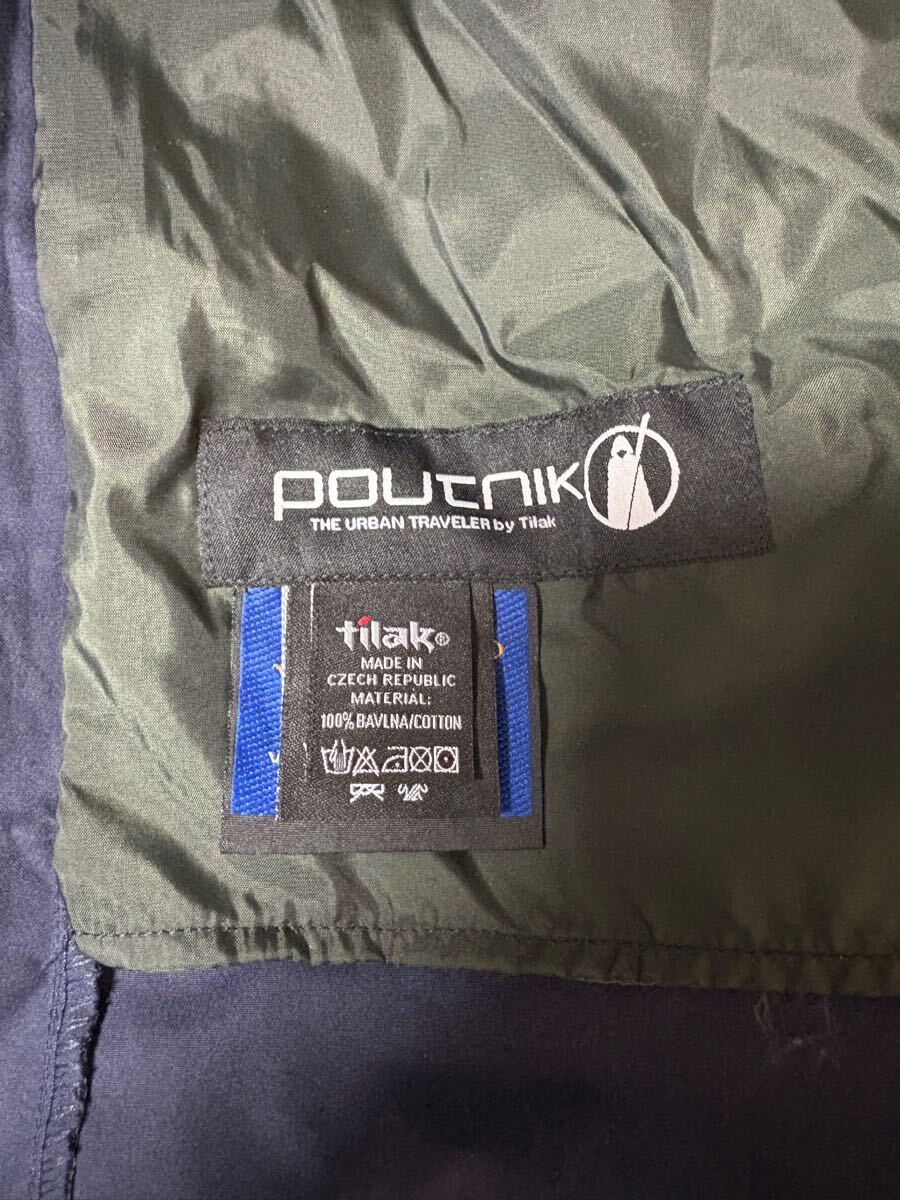 poutnik
THE URBAN TRAVELER by Tilak
tilak®
MADE IN
CZECH REPUBLIC
MATERIAL:
100% BAVLNA/COTTON